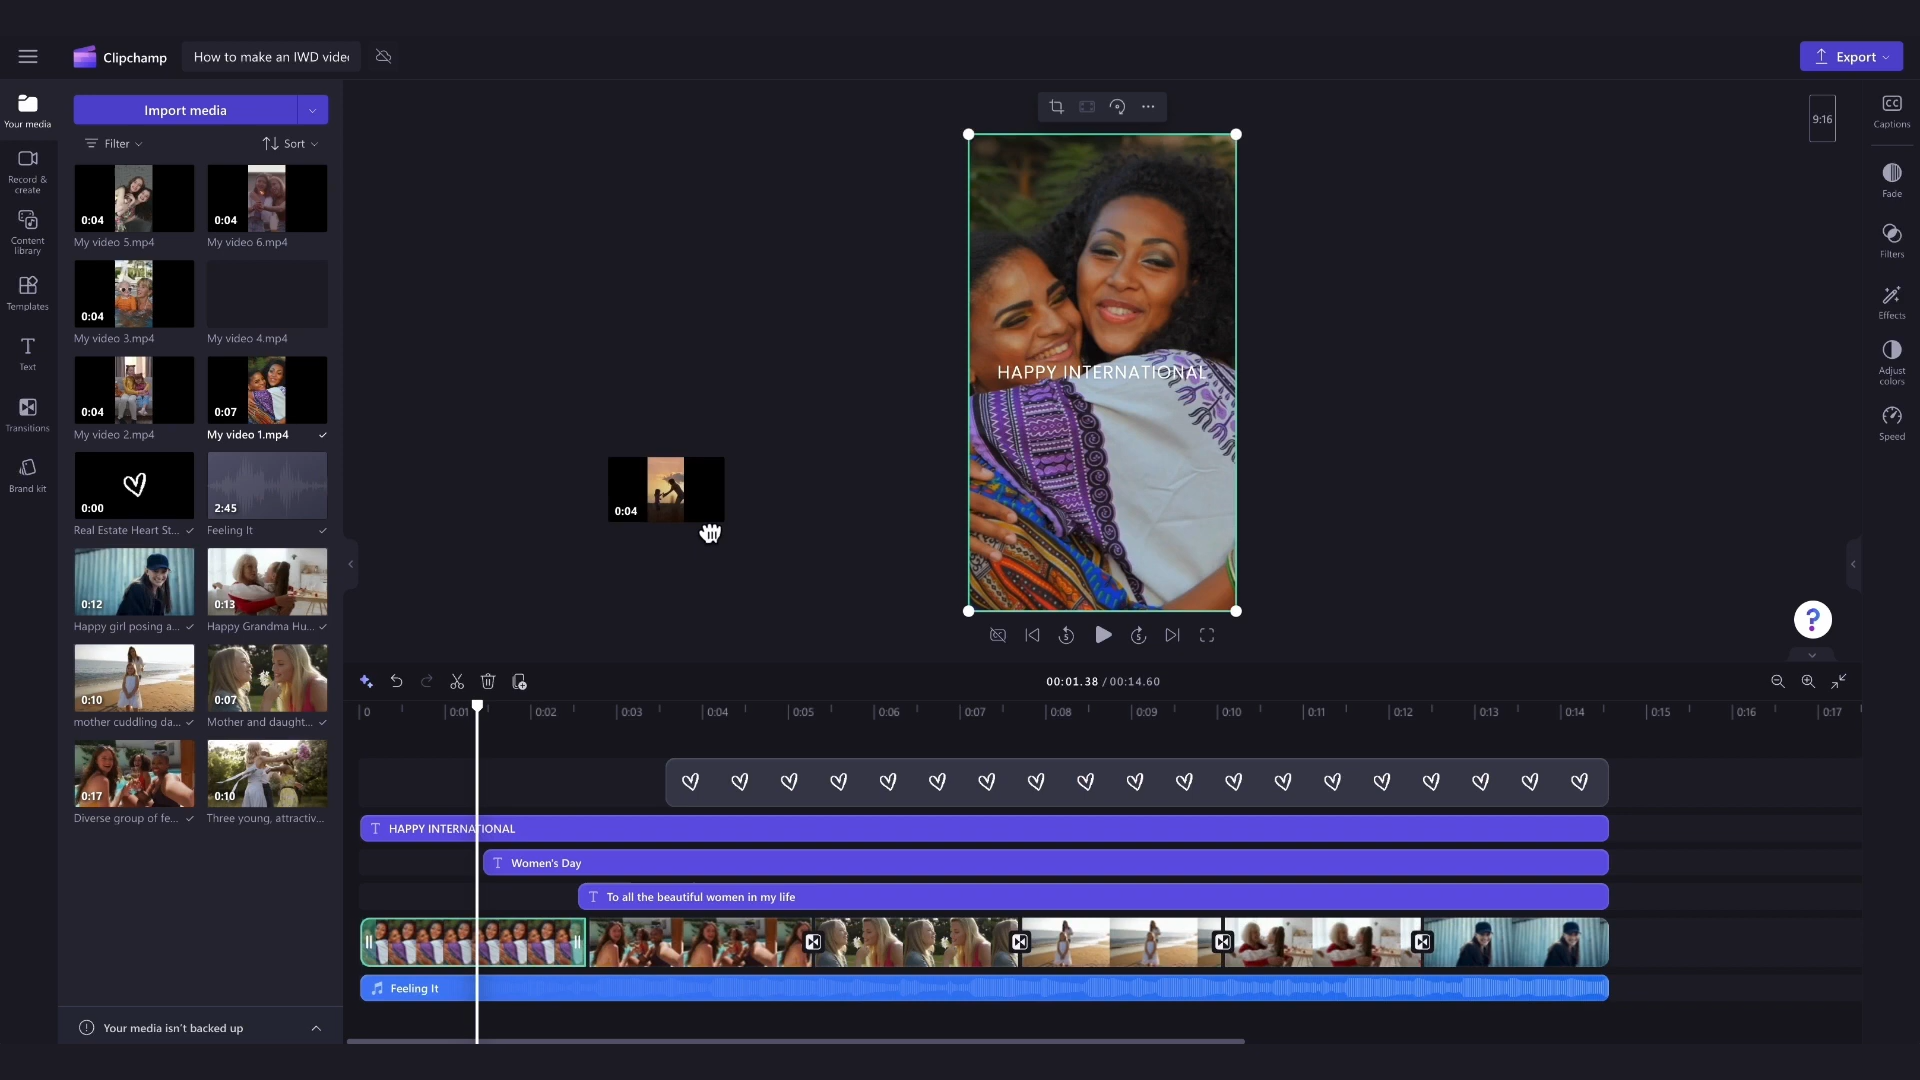 Clipchamp
How to make an IWD vide
Export
Your media
Record &
create
Content
library
Templates
Text
Transitions
Brand kit
Import media
Filter
Sort
0:04
My video 5.mp4
0:04
My video 6.mp4
0:04
My video 3.mp4
My video 4.mp4
0:04
My video 2.mp4
0:07
My video 1.mp4
0:00
Real Estate Heart St...
2:45
Feeling It
0:12
Happy girl posing a...
0:13
Happy Grandma Hu...
0:10
mother cuddling da...
0:07
Mother and daught...
0:17
Diverse group of fe...
0:10
Three young, attractiv...
Your media isn't backed up
0:04
HAPPY INTERNATIONAL
9:16
CC
Captions
Fade
Filters
Effects
Adjust
colors
Speed
?
5
5
00:01.38 / 00:14.60
0
0:01
0:02
0:03
0:04
0:05
0:06
0:07
0:08
0:09
0:10
0:11
0:12
0:13
0:14
0:15
0:16
0:17
T HAPPY INTERNATIONAL
T Women's Day
T To all the beautiful women in my life
Feeling It